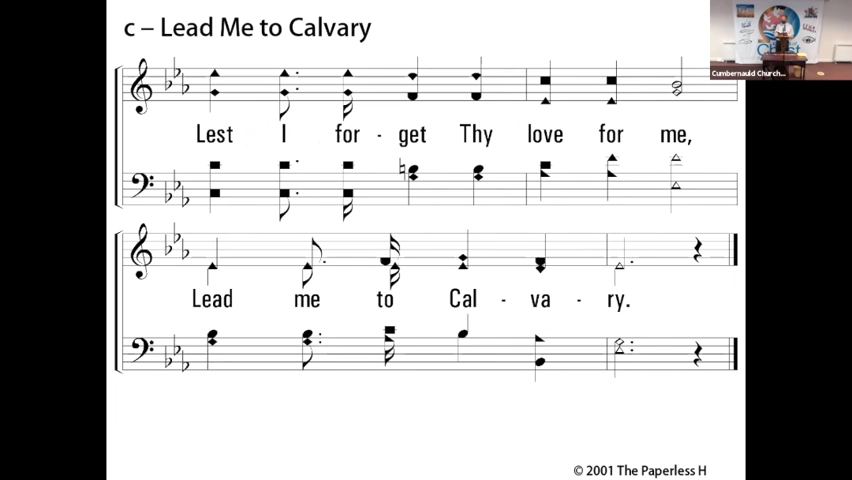 c – Lead Me to Calvary
Lest I for - get Thy love for me,
Lead me to Cal - va - ry.
© 2001 The Paperless H
Cumbernauld Church...
Christ